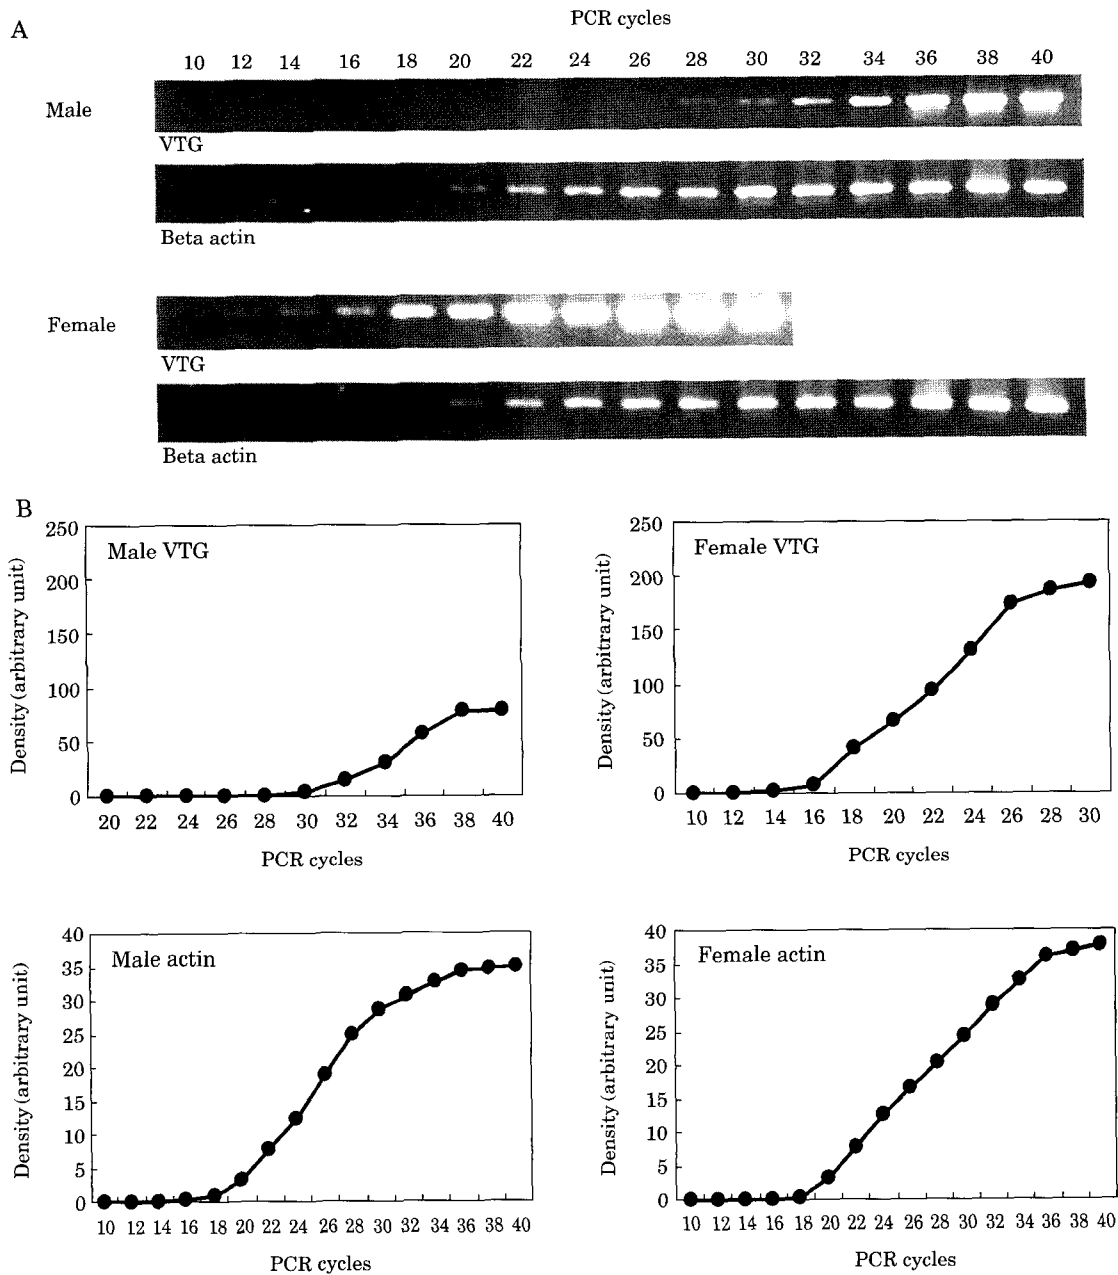 A
PCR cycles
10 12 14 16 18 20 22 24 26 28 30 32 34 36 38 40
Male
VTG
Beta actin
Female
VTG
Beta actin
B
Male VTG
Density (arbitrary unit)
250
200
150
100
50
0
20 22 24 26 28 30 32 34 36 38 40
PCR cycles
Female VTG
Density (arbitrary unit)
250
200
150
100
50
0
10 12 14 16 18 20 22 24 26 28 30
PCR cycles
Male actin
Density (arbitrary unit)
40
35
30
25
20
15
10
5
0
10 12 14 16 18 20 22 24 26 28 30 32 34 36 38 40
PCR cycles
Female actin
Density (arbitrary unit)
40
35
30
25
20
15
10
5
0
10 12 14 16 18 20 22 24 26 28 30 32 34 36 38 40
PCR cycles